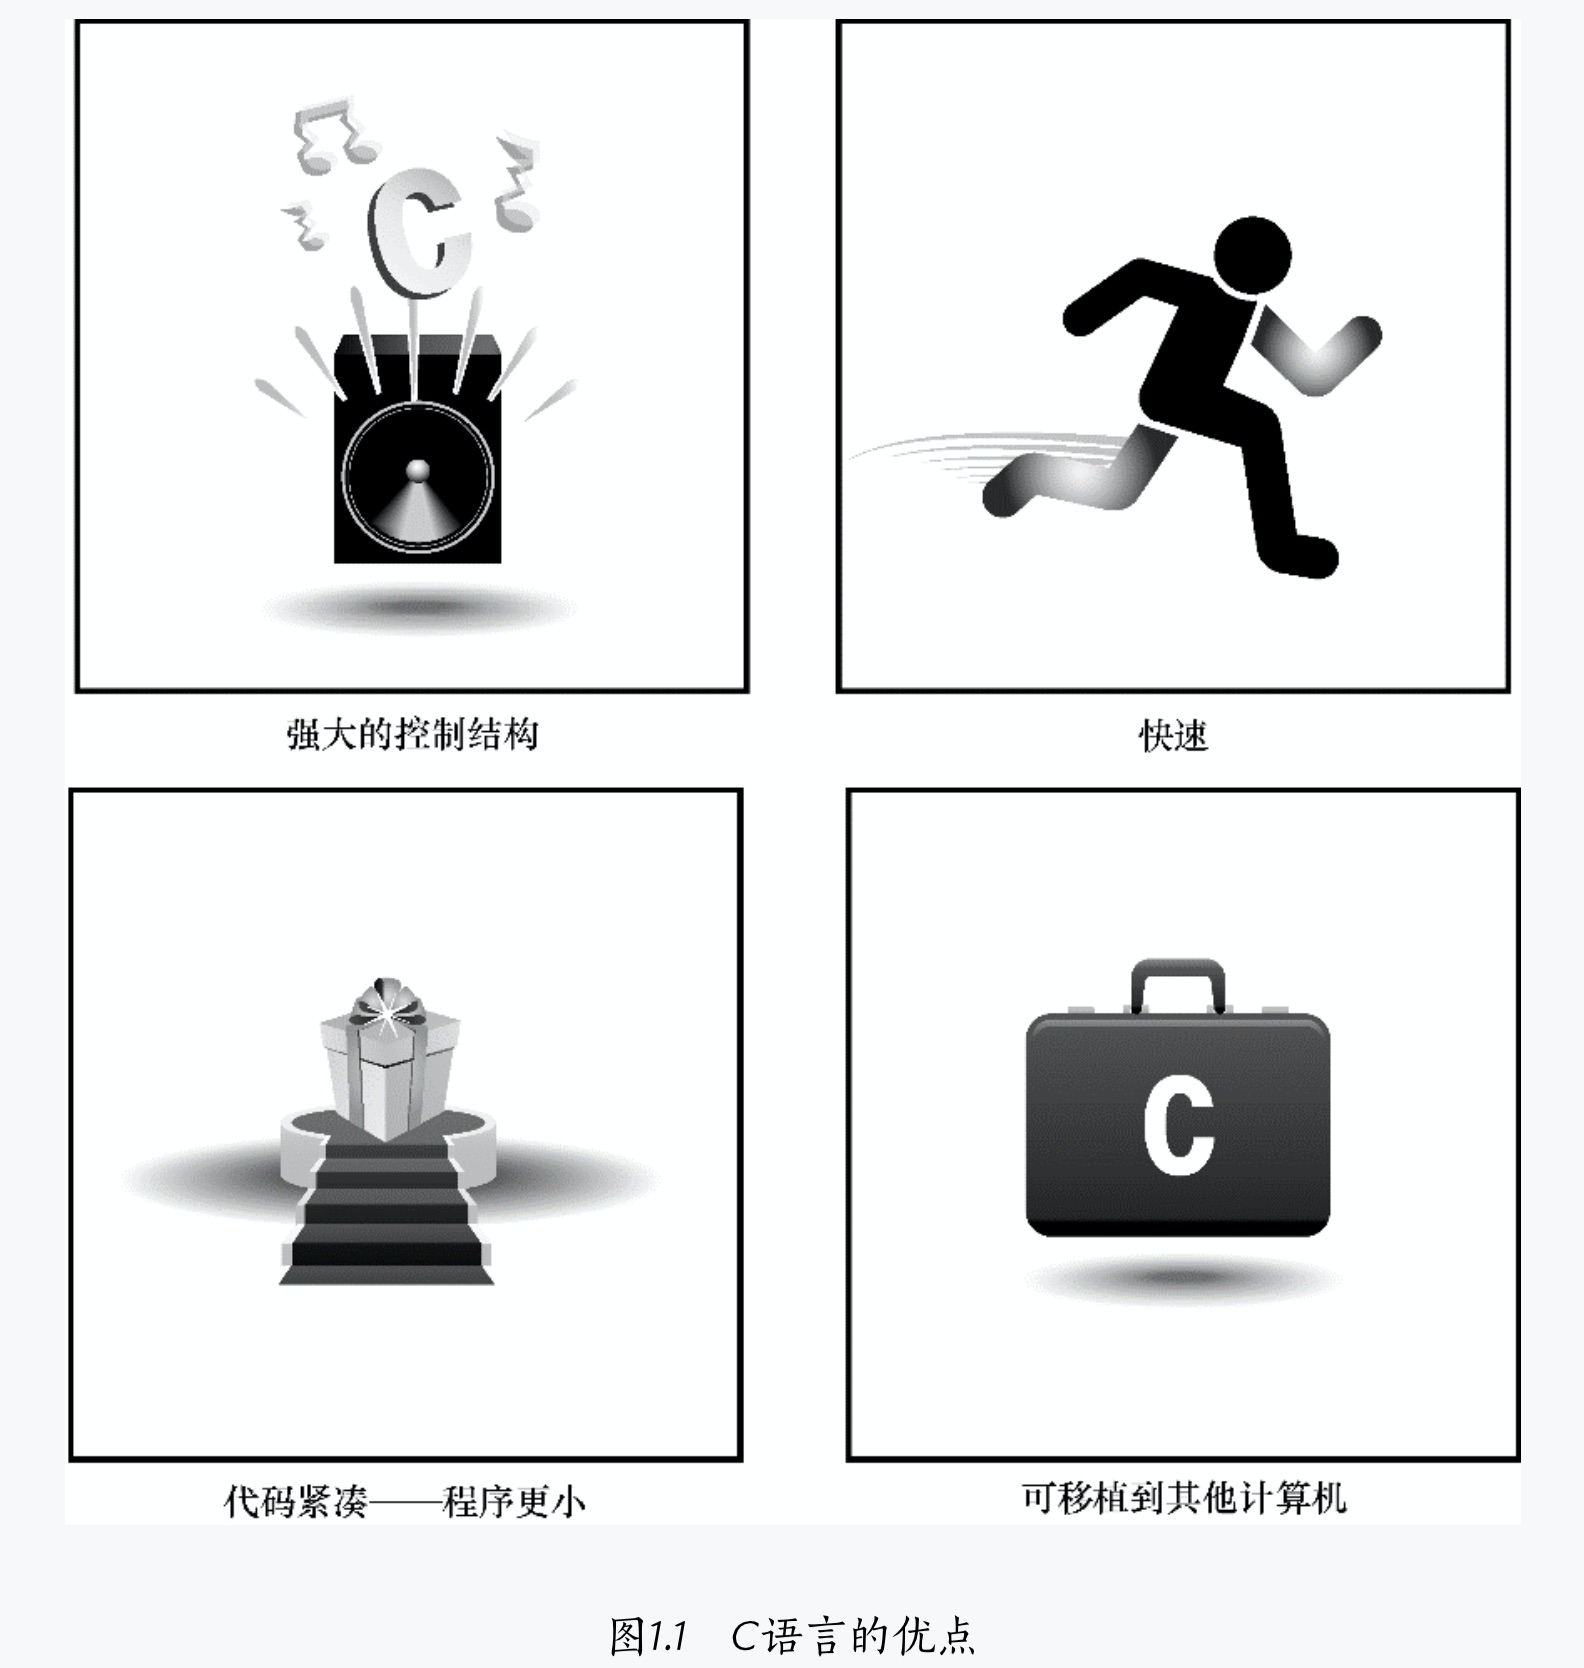 C
强大的控制结构
快速
C
代码紧凑——程序更小
可移植到其他计算机
图1.1 C语言的优点